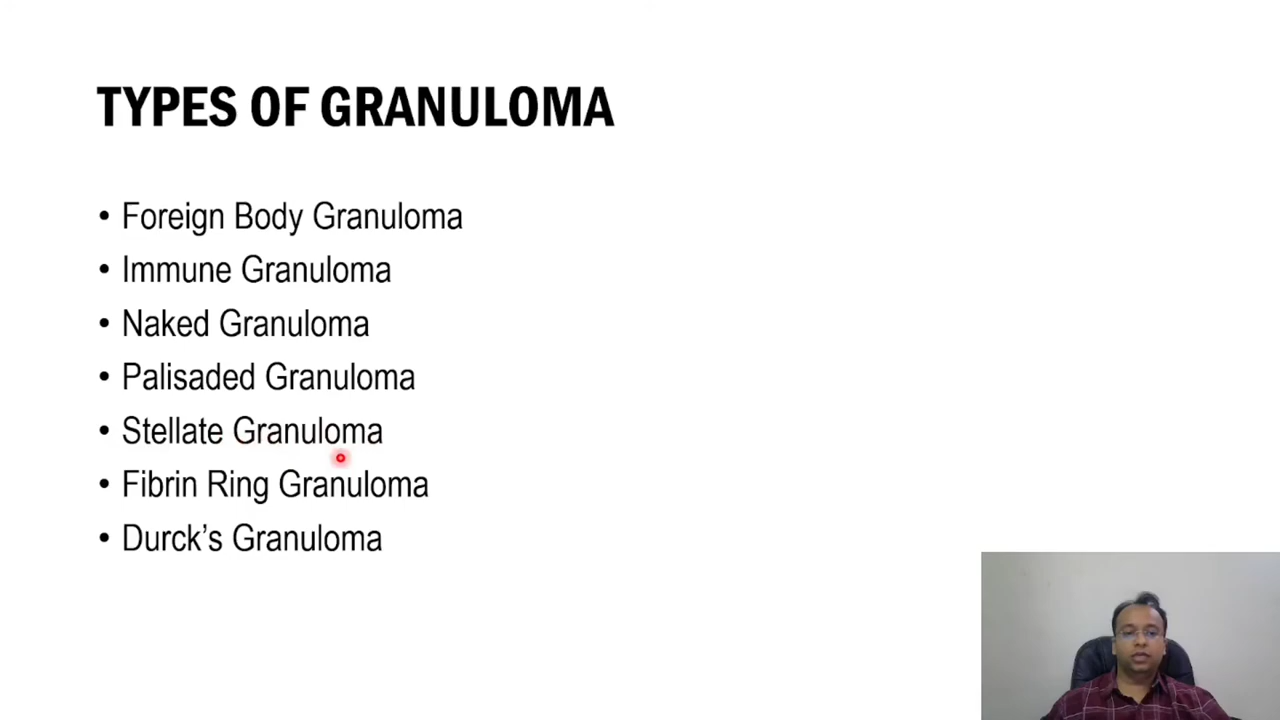 TYPES OF GRANULOMA
• Foreign Body Granuloma
• Immune Granuloma
• Naked Granuloma
• Palisaded Granuloma
• Stellate Granuloma
• Fibrin Ring Granuloma
• Durck’s Granuloma